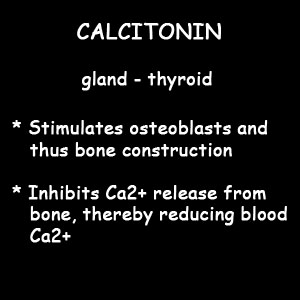 CALCITONIN
gland - thyroid
* Stimulates osteoblasts and
thus bone construction
* Inhibits Ca2+ release from
bone, thereby reducing blood
Ca2+